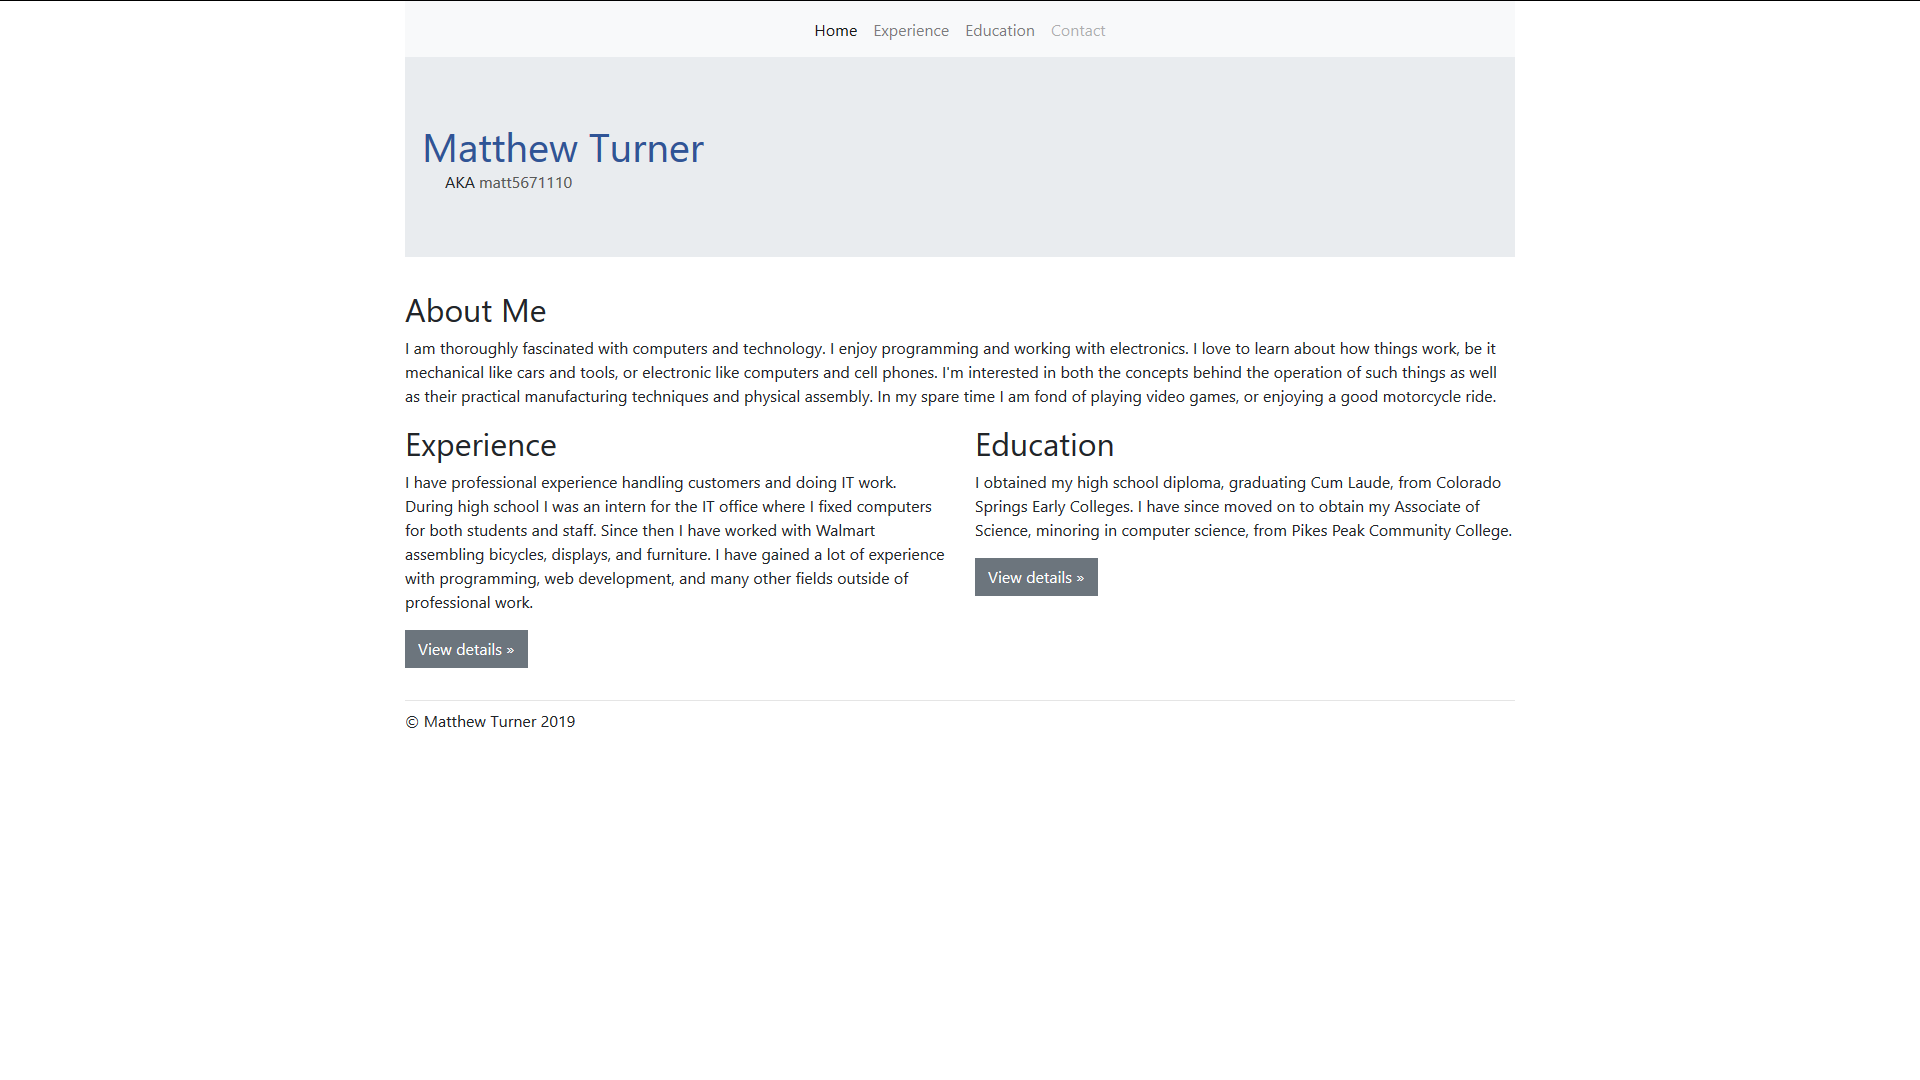 Home Experience Education Contact
Matthew Turner
AKA matt5671110
About Me
I am thoroughly fascinated with computers and technology. I enjoy programming and working with electronics. I love to learn about how things work, be it
mechanical like cars and tools, or electronic like computers and cell phones. I'm interested in both the concepts behind the operation of such things as well
as their practical manufacturing techniques and physical assembly. In my spare time I am fond of playing video games, or enjoying a good motorcycle ride.
Experience
I have professional experience handling customers and doing IT work.
During high school I was an intern for the IT office where I fixed computers
for both students and staff. Since then I have worked with Walmart
assembling bicycles, displays, and furniture. I have gained a lot of experience
with programming, web development, and many other fields outside of
professional work.
View details »
Education
I obtained my high school diploma, graduating Cum Laude, from Colorado
Springs Early Colleges. I have since moved on to obtain my Associate of
Science, minoring in computer science, from Pikes Peak Community College.
View details »
© Matthew Turner 2019